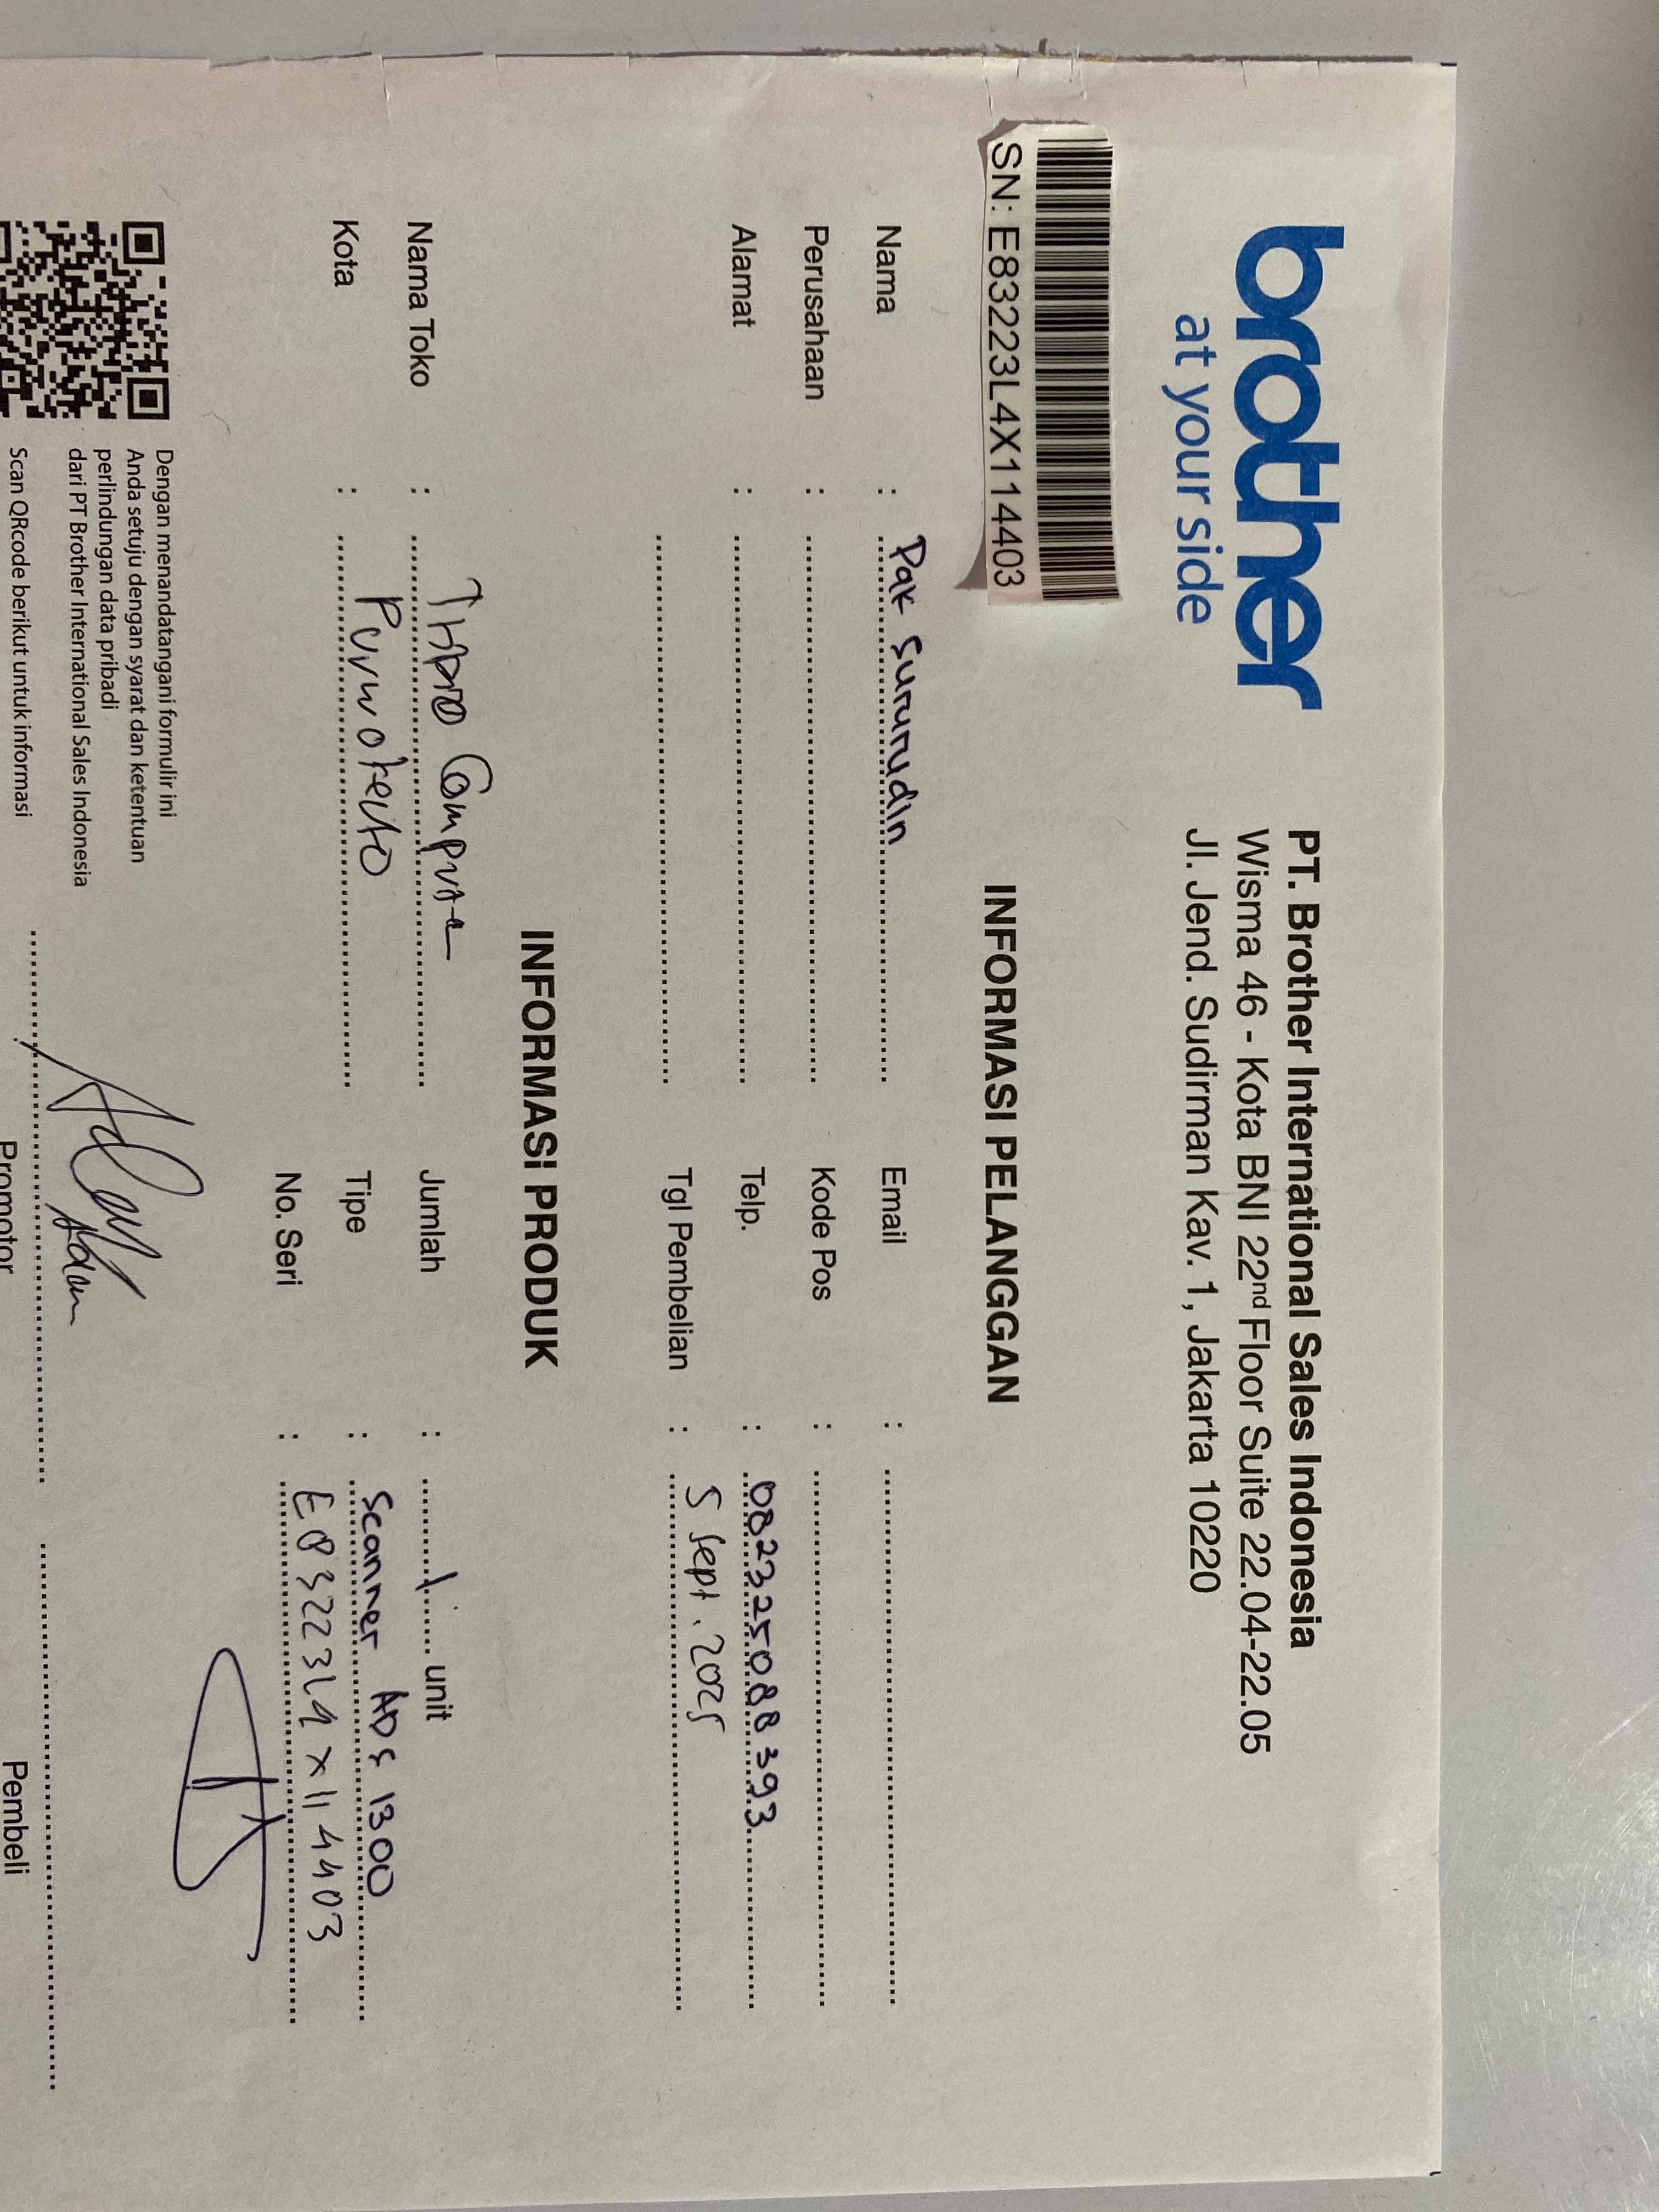 brother
at your side
PT. Brother International Sales Indonesia
Wisma 46 - Kota BNI 22nd Floor Suite 22.04-22.05
Jl. Jend. Sudirman Kav. 1, Jakarta 10220
SN: E83223L4X114403
INFORMASI PELANGGAN
Nama : Pak Sururudin
Email :
Perusahaan :
Kode Pos :
Alamat :
Telp. : 082325088393
Tgl Pembelian : 5 Sept. 2025
INFORMASI PRODUK
Nama Toko : Computer
Jumlah : 1 unit
Kota : Purwokerto
Tipe : Scanner ADS 1300
No. Seri : E83223L4X114403
Dengan menandatangani formulir ini
Anda setuju dengan syarat dan ketentuan
perlindungan data pribadi
dari PT Brother International Sales Indonesia
Scan QRcode berikut untuk informasi
Adam
Promotor
Pembeli